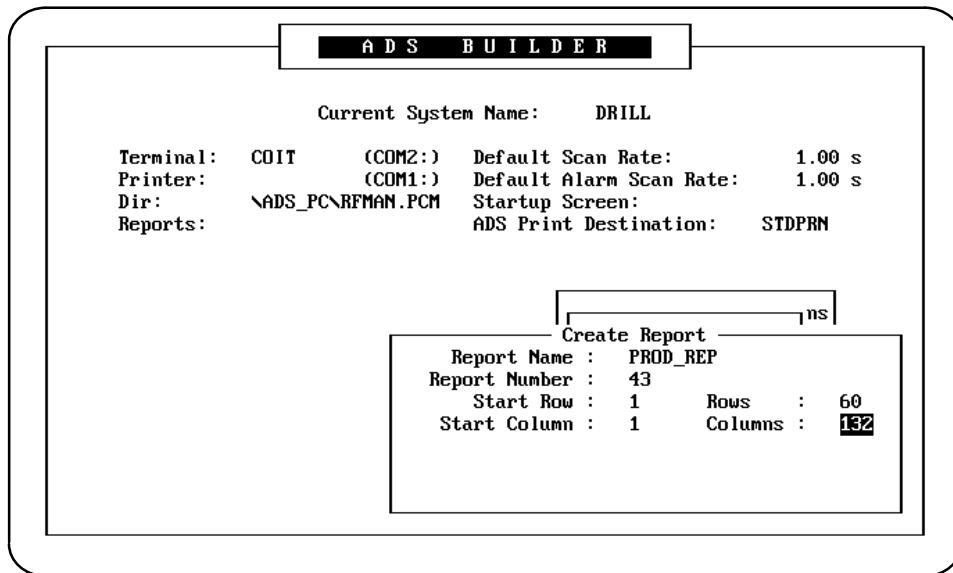 ADS BUILDER
Current System Name: DRILL
Terminal: COIT (COM2:) Default Scan Rate: 1.00 s
Printer: (COM1:) Default Alarm Scan Rate: 1.00 s
Dir: \ADS_PC\RFMAN.PCM Startup Screen:
Reports: ADS Print Destination: STDPRN
ns
Create Report
Report Name : PROD_REP
Report Number : 43
Start Row : 1 Rows : 60
Start Column : 1 Columns : 132